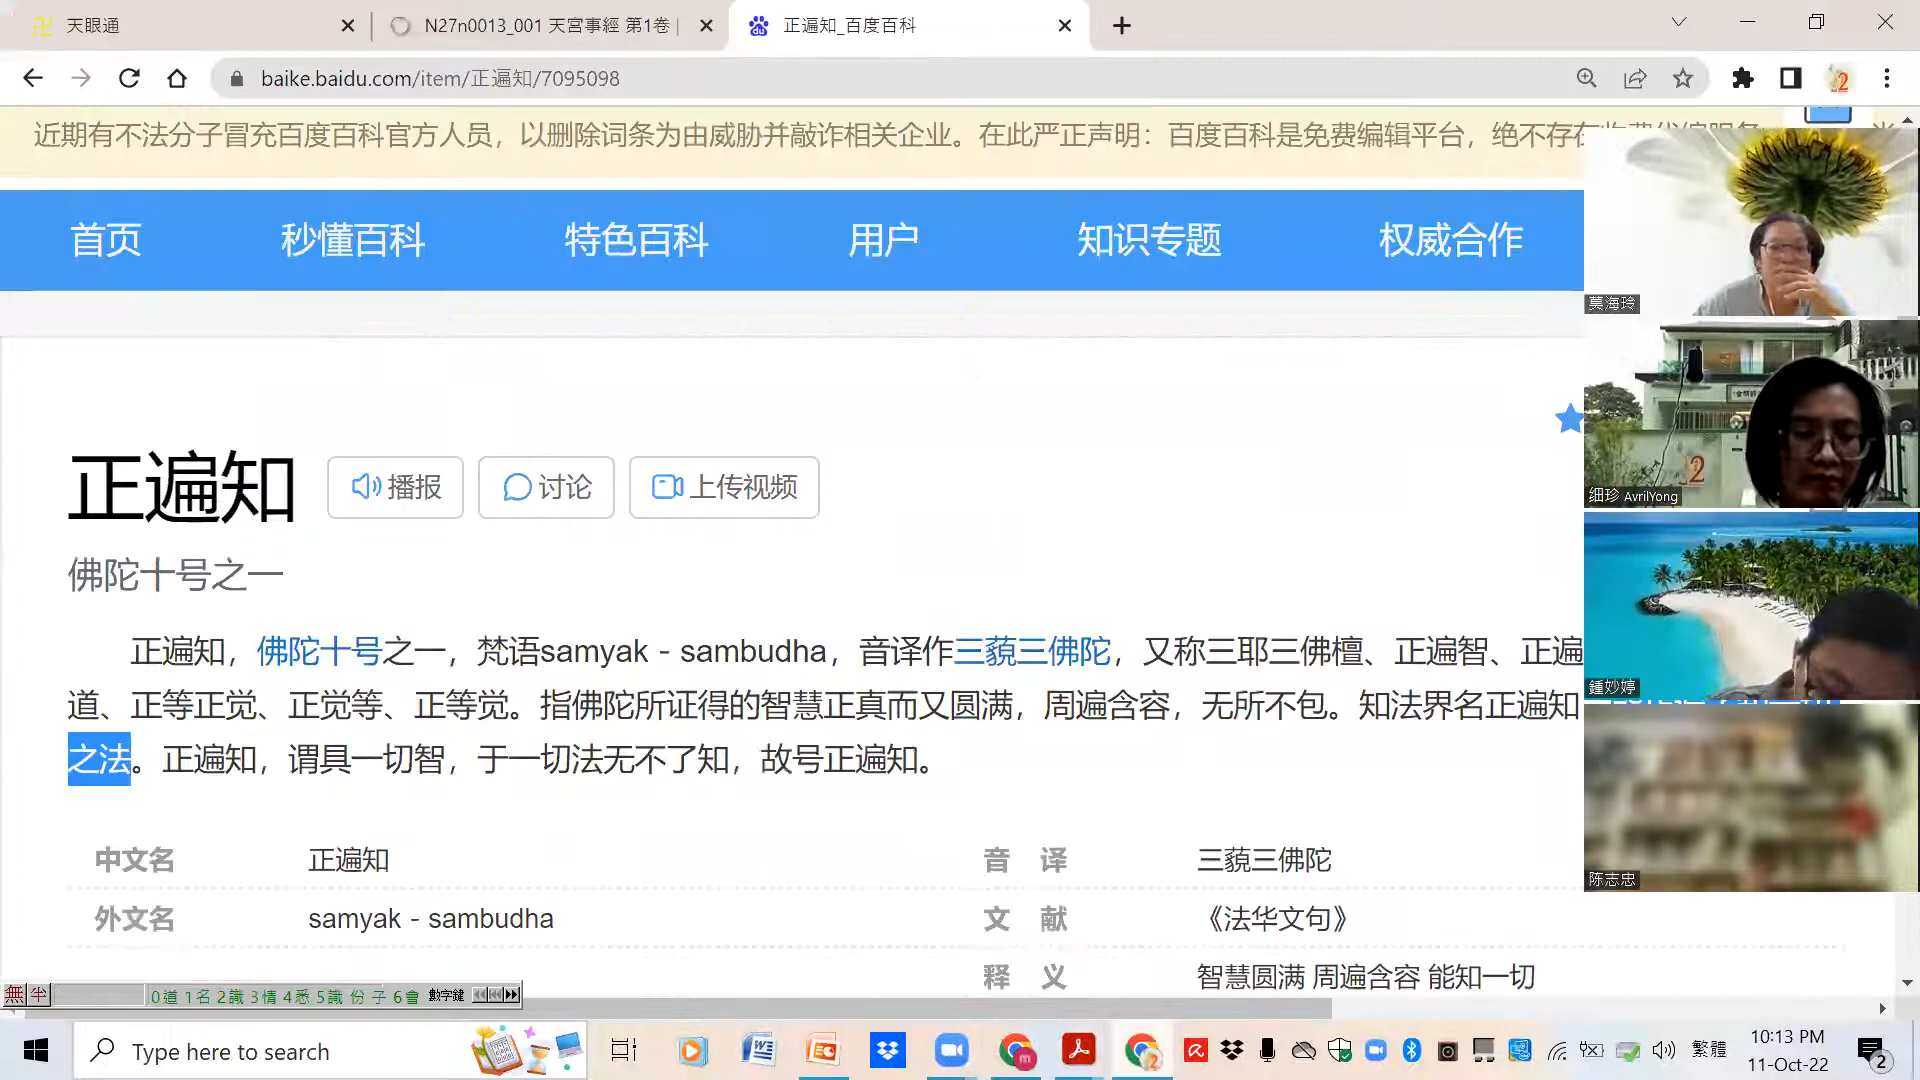 天眼通
N27n0013_001 天宮事經 第1卷 |
正遍知_百度百科
baike.baidu.com/item/正遍知/7095098
近期有不法分子冒充百度百科官方人员，以删除词条为由威胁并敲诈相关企业。在此严正声明：百度百科是免费编辑平台，绝不存在
首页 秒懂百科 特色百科 用户 知识专题 权威合作
莫海玲
正遍知 播报 讨论 上传视频
细珍 AvrilYong
佛陀十号之一
正遍知，佛陀十号之一，梵语samyak - sambudha，音译作三藐三佛陀，又称三耶三佛檀、正遍智、正遍
鍾妙婷
道、正等正觉、正觉等、正等觉。指佛陀所证得的智慧正真而又圆满，周遍含容，无所不包。知法界名正遍知
之法。正遍知，谓具一切智，于一切法无不了知，故号正遍知。
中文名 正遍知 音 译 三藐三佛陀
陈志忠
外文名 samyak - sambudha 文 献 《法华文句》
释 义 智慧圆满 周遍含容 能知一切
無 半 0道 1名 2識 3情 4悉 5識 份 子 6會 數字鍵
Type here to search
繁體
10:13 PM
11-Oct-22
2